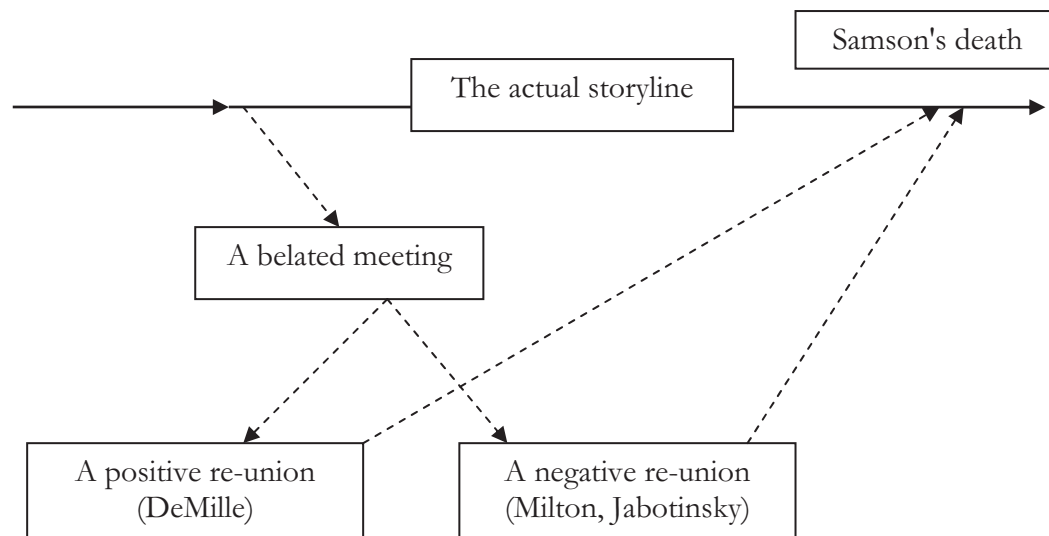 Samson's death
The actual storyline
A belated meeting
A positive re-union
(DeMille)
A negative re-union
(Milton, Jabotinsky)